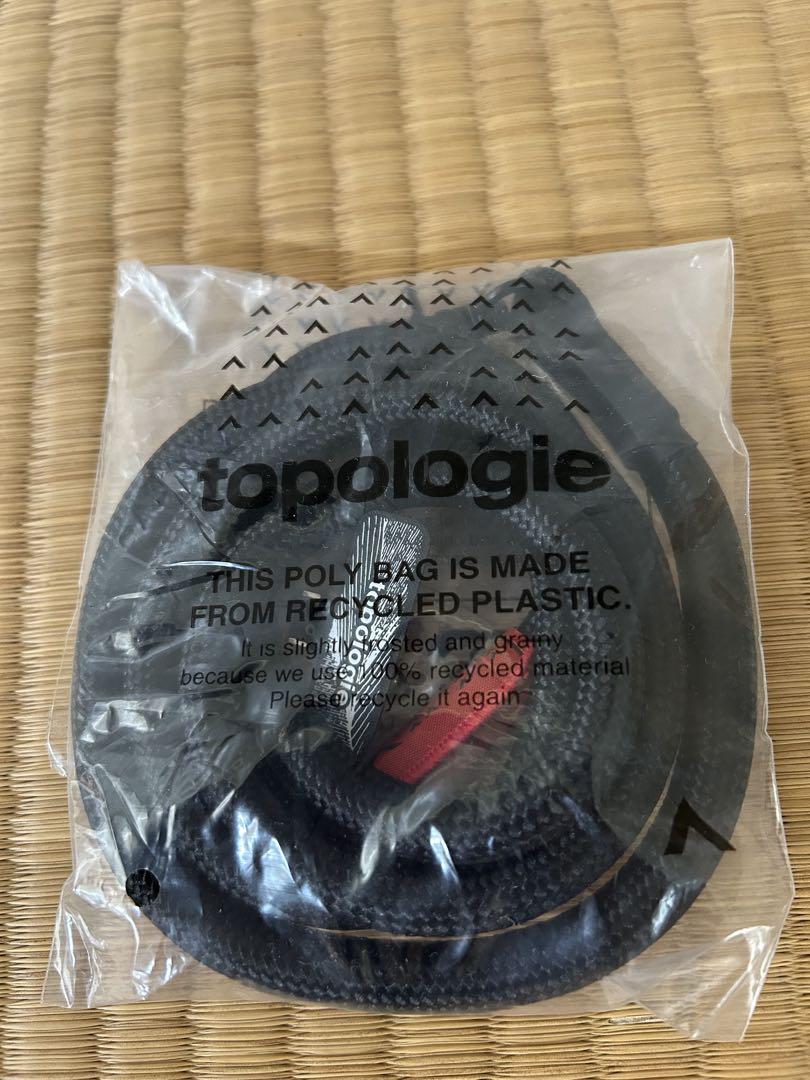 topologie
THIS POLY BAG IS MADE
FROM RECYCLED PLASTIC.
It is slightly frosted and grainy
because we use 100% recycled material
Please recycle it again
topologie